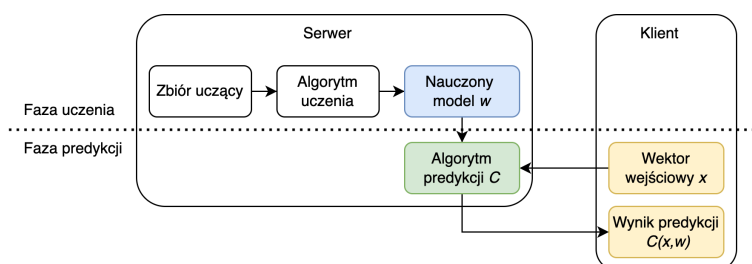 Serwer
Klient
Zbiór uczący
Algorytm
uczenia
Nauczony
model w
Faza uczenia
Faza predykcji
Algorytm
predykcji C
Wektor
wejściowy x
Wynik predykcji
C(x,w)